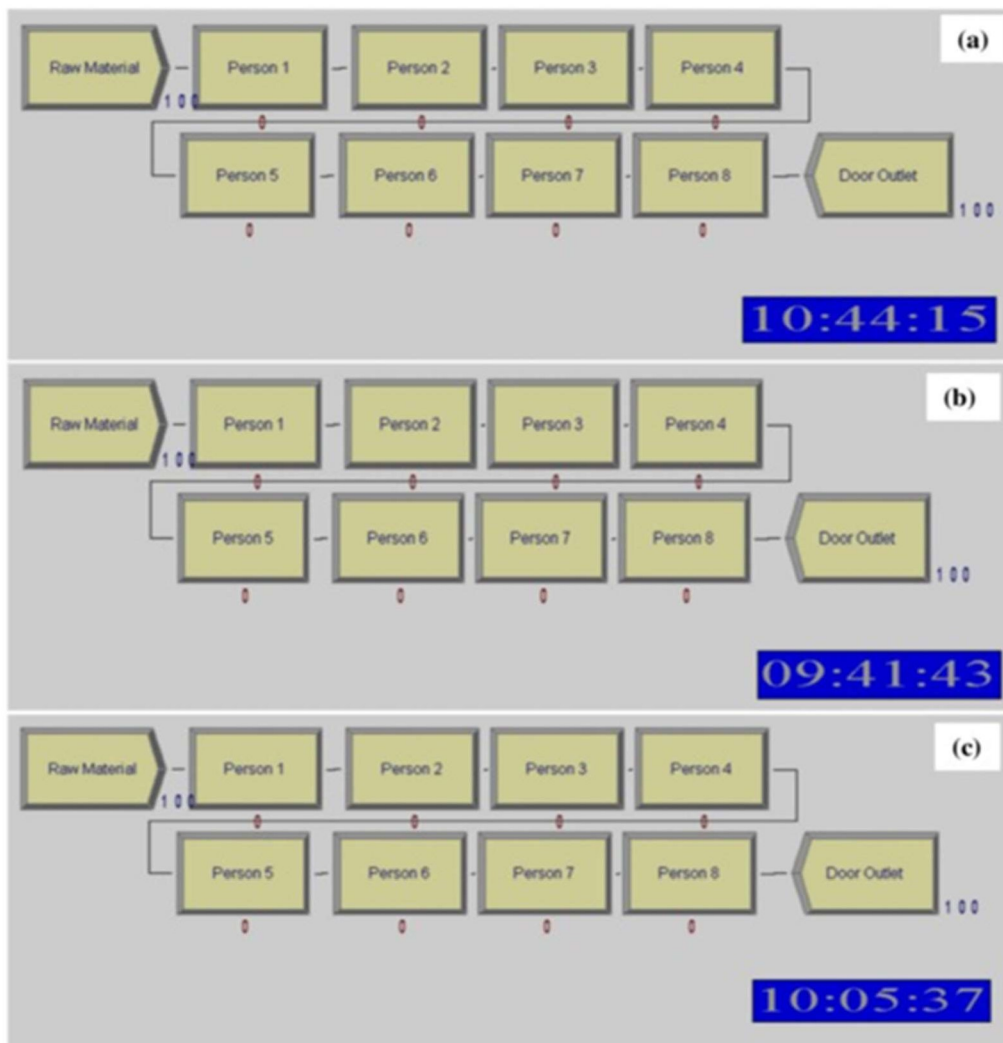 (a)
Raw Material Person 1 Person 2 Person 3 Person 4
100 0 0 0 0
Person 5 Person 6 Person 7 Person 8 Door Outlet
0 0 0 0 100
10:44:15
(b)
Raw Material Person 1 Person 2 Person 3 Person 4
100 0 0 0 0
Person 5 Person 6 Person 7 Person 8 Door Outlet
0 0 0 0 100
09:41:43
(c)
Raw Material Person 1 Person 2 Person 3 Person 4
100 0 0 0 0
Person 5 Person 6 Person 7 Person 8 Door Outlet
0 0 0 0 100
10:05:37